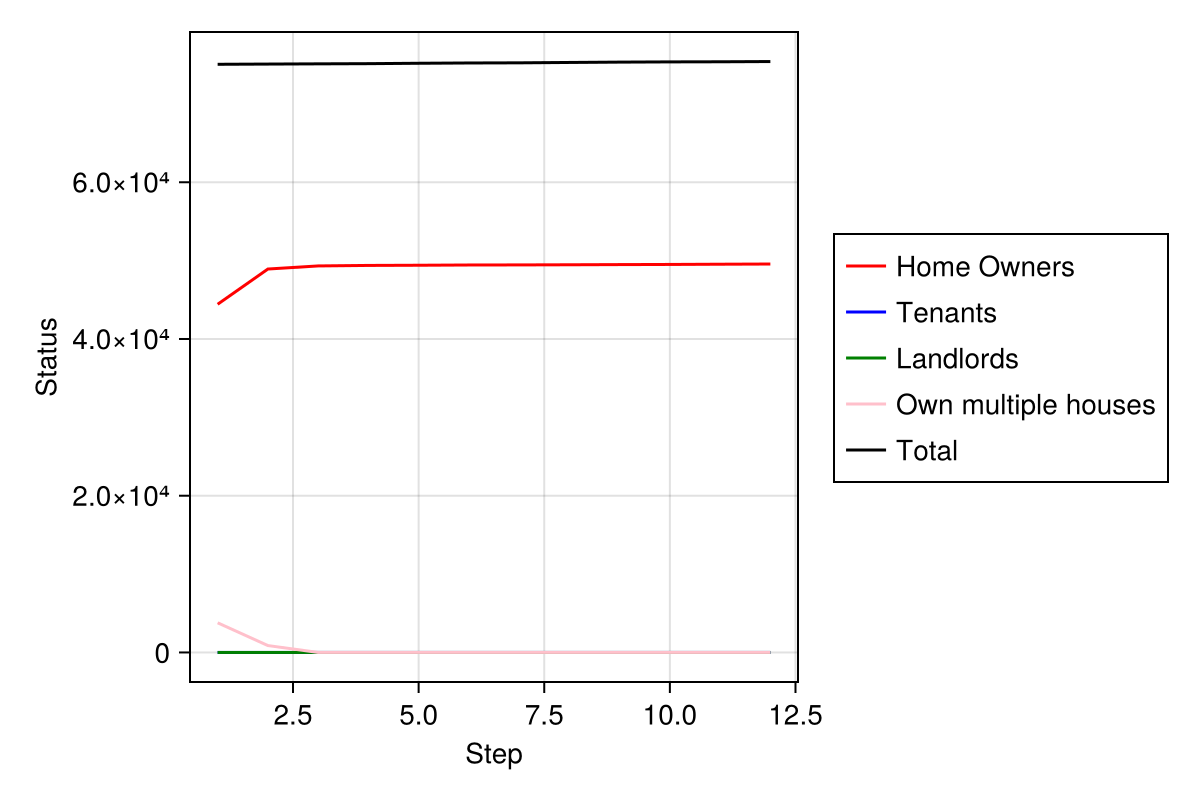 Status
6.0×10⁴
4.0×10⁴
2.0×10⁴
0
2.5 5.0 7.5 10.0 12.5
Step
Home Owners
Tenants
Landlords
Own multiple houses
Total